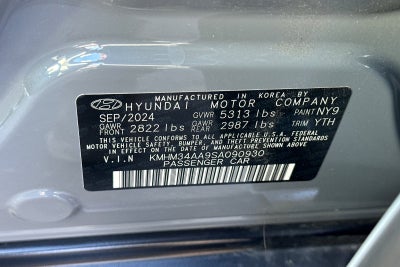 MANUFACTURED IN KOREA BY
HYUNDAI MOTOR COMPANY
SEP/2024 GVWR 5313 lbs PAINT NY9
GAWR FRONT 2822 lbs GAWR REAR 2987 lbs TRIM YTH
THIS VEHICLE CONFORMS TO ALL APPLICABLE U.S.A. FEDERAL
MOTOR VEHICLE SAFETY, BUMPER, AND THEFT PREVENTION STANDARDS
IN EFFECT ON THE DATE OF MANUFACTURE SHOWN ABOVE.
V.I.N KMHM34AA9SA090930
PASSENGER CAR